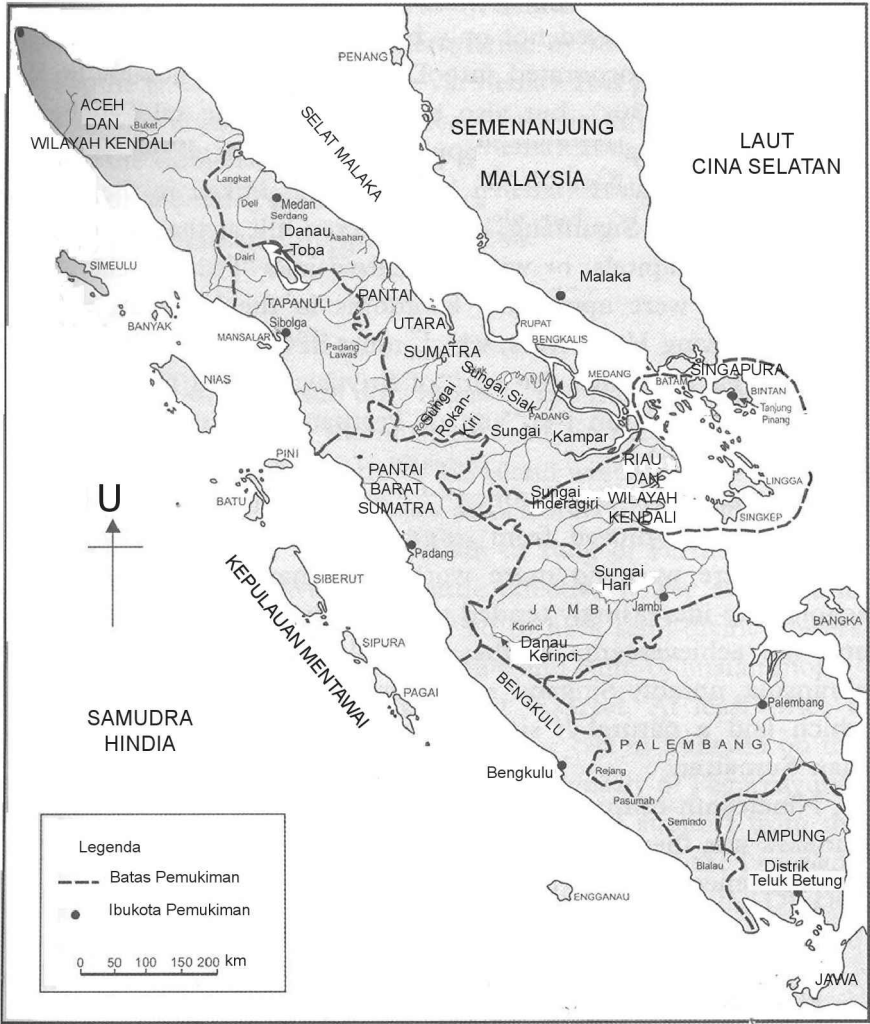 PENANG
ACEH
DAN
WILAYAH KENDALI
Buket
SELAT MALAKA
SEMENANJUNG
MALAYSIA
LAUT
CINA SELATAN
Langkat
Deli
Medan
Serdang
Danau
Toba
Asahan
Dairi
SIMEULU
Malaka
BANYAK
TAPANULI
Sibolga
MANSALAR
PANTAI
UTARA
SUMATRA
RUPAT
BENGKALIS
NIAS
Padang
Lawas
Sungai, Siak
MEDANG
PADANG
SINGAPURA
BATAM
BINTAN
Tanjung
Pinang
Sungai
Rokan-
Kiri
Sungai
Kampar
PINI
BATU
PANTAI
BARAT
SUMATRA
RIAU
DAN
WILAYAH
KENDALI
Sungai
Inderagiri
LINGGA
SINGKEP
U
Padang
KEPULAUAN MENTAWAI
SIBERUT
SIPURA
PAGAI
Sungai
Hari
JAMBI
Jambi
Korinci
Danau
Kerinci
BANGKA
SAMUDRA
HINDIA
BENGKULU
Bengkulu
Palembang
PALEMBANG
Rejang
Pasumah
Semindo
Blalau
LAMPUNG
Distrik
Teluk Betung
ENGGANAU
JAWA
Legenda
Batas Pemukiman
Ibukota Pemukiman
0 50 100 150 200 km